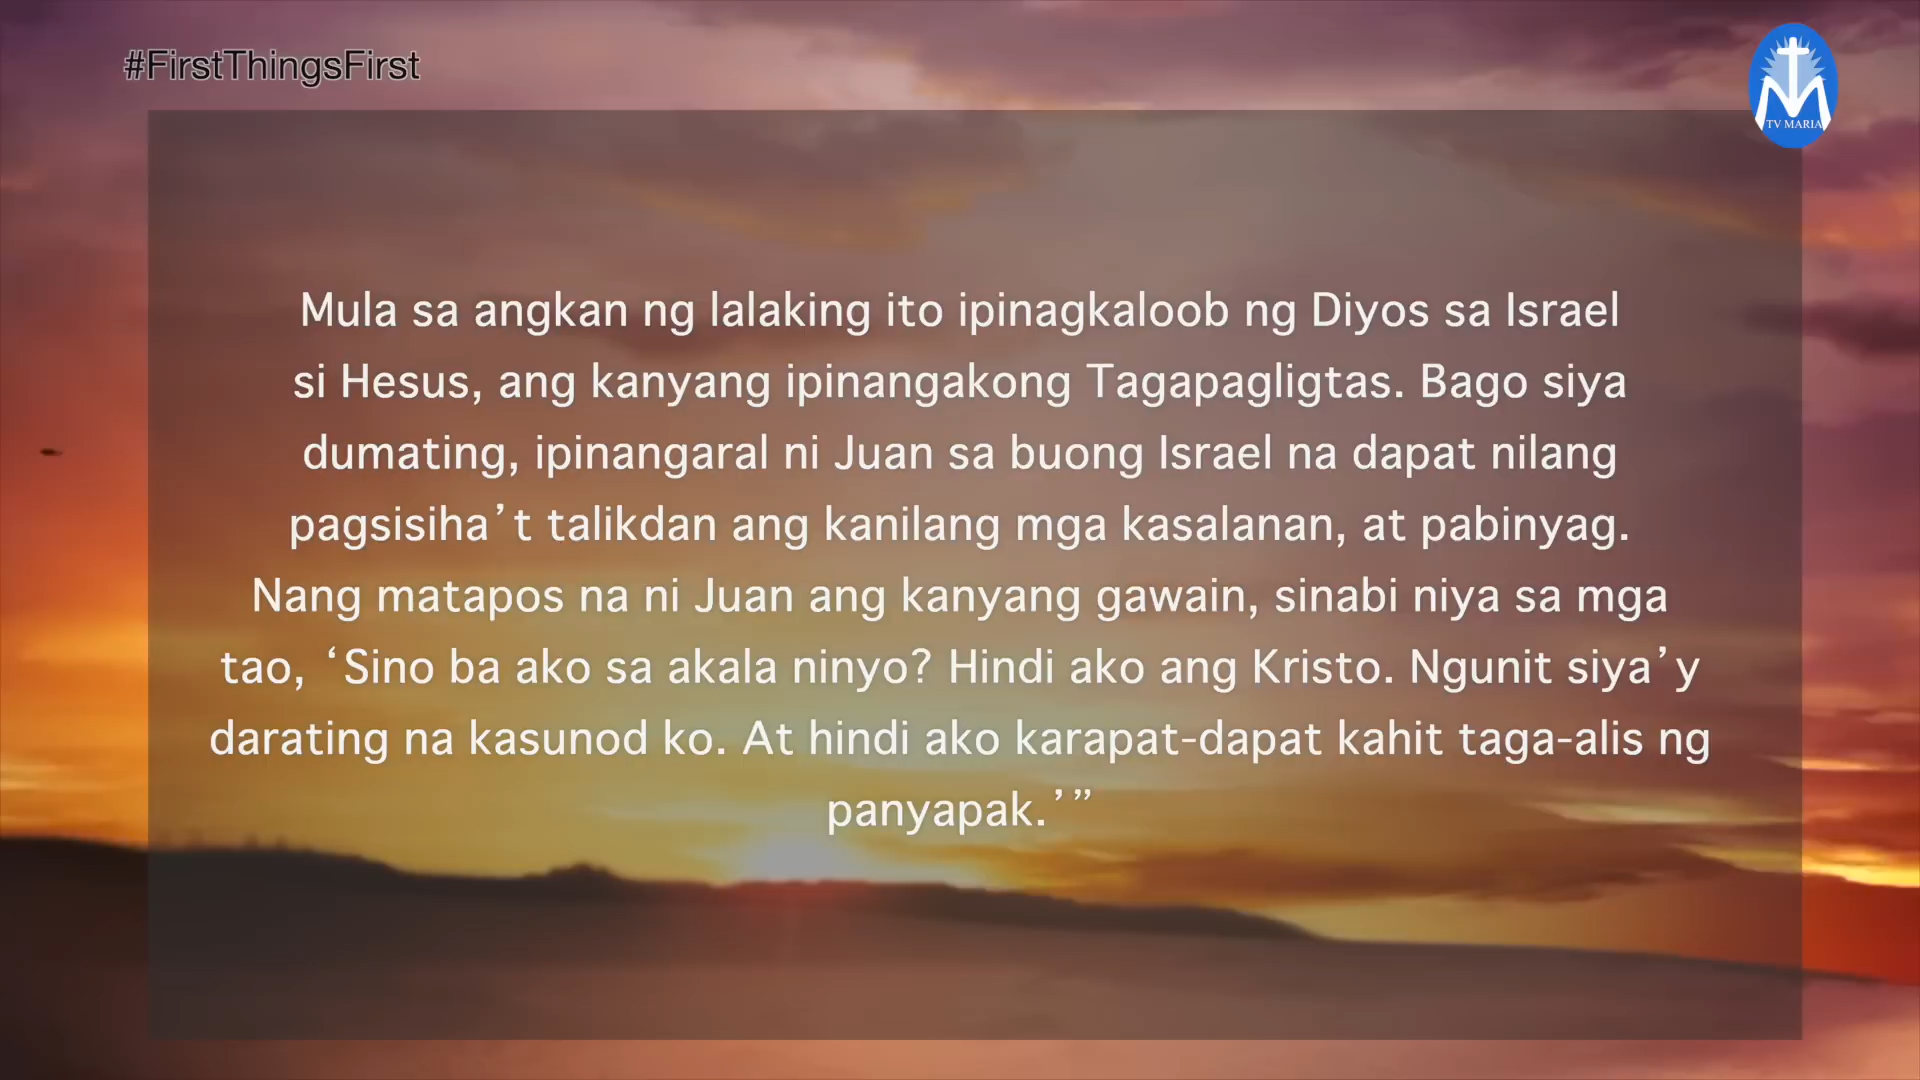 #FirstThingsFirst
TV MARIA
Mula sa angkan ng lalaking ito ipinagkaloob ng Diyos sa Israel
si Hesus, ang kanyang ipinangakong Tagapagligtas. Bago siya
dumating, ipinangaral ni Juan sa buong Israel na dapat nilang
pagsisiha’t talikdan ang kanilang mga kasalanan, at pabinyag.
Nang matapos na ni Juan ang kanyang gawain, sinabi niya sa mga
tao, ‘Sino ba ako sa akala ninyo? Hindi ako ang Kristo. Ngunit siya’y
darating na kasunod ko. At hindi ako karapat-dapat kahit taga-alis ng
panyapak.’”